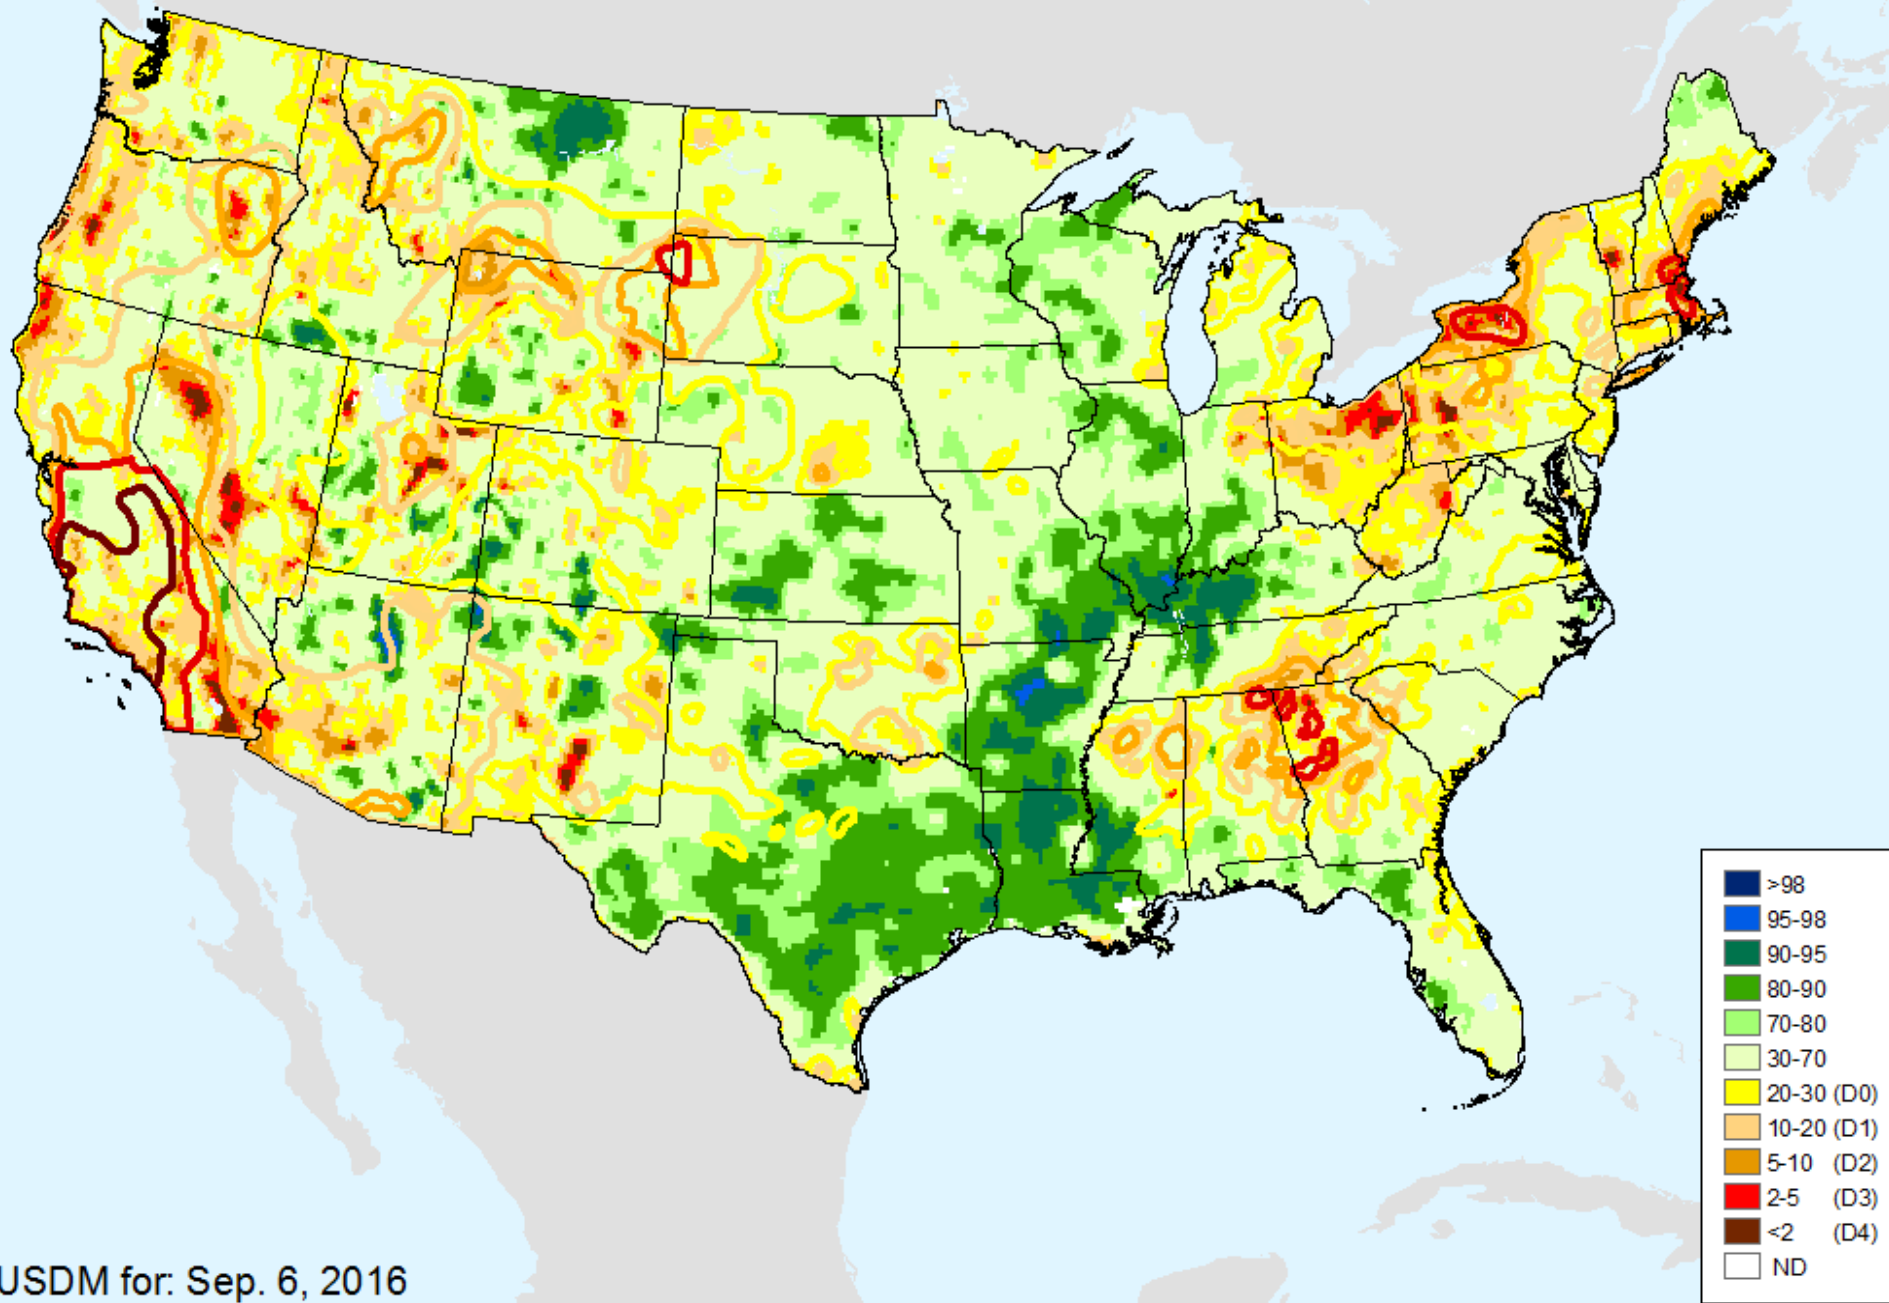 >98
95-98
90-95
80-90
70-80
30-70
20-30 (D0)
10-20 (D1)
5-10 (D2)
2-5 (D3)
<2 (D4)
ND
USDM for: Sep. 6, 2016